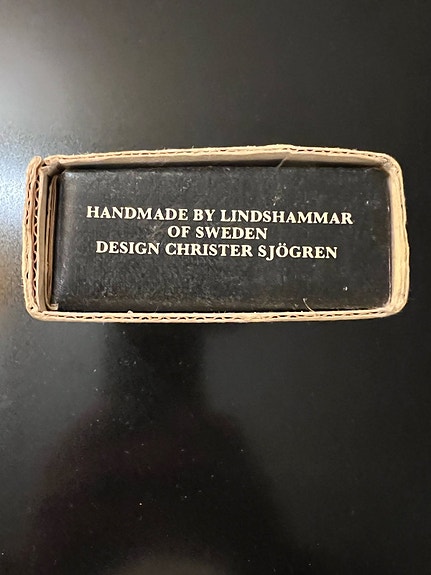 HANDMADE BY LINDSHAMMAR
OF SWEDEN
DESIGN CHRISTER SJÖGREN